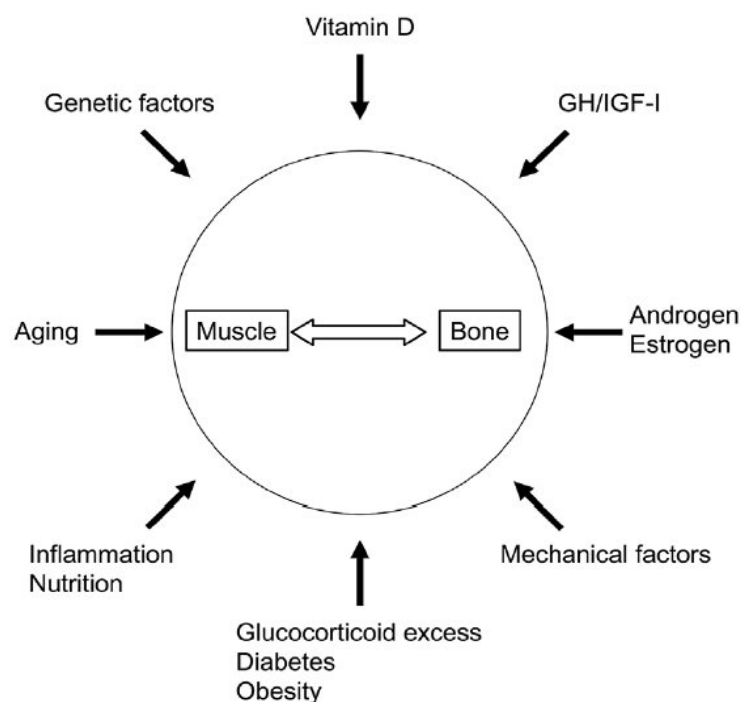 Vitamin D
Genetic factors
GH/IGF-I
Aging
Muscle
Bone
Androgen
Estrogen
Inflammation
Nutrition
Mechanical factors
Glucocorticoid excess
Diabetes
Obesity